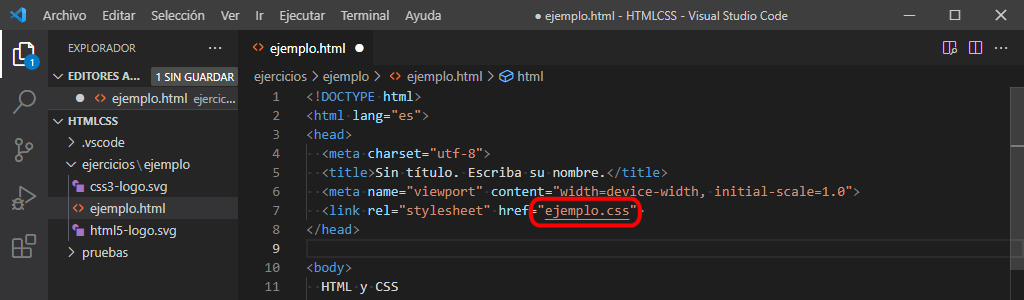 Archivo Editar Selección Ver Ir Ejecutar Terminal Ayuda ● ejemplo.html - HTMLCSS - Visual Studio Code
EXPLORADOR ···
1
EDITORES A... 1 SIN GUARDAR
● ejemplo.html ejercic...
HTMLCSS
.vscode
ejercicios\ejemplo
css3-logo.svg
ejemplo.html
html5-logo.svg
pruebas
ejemplo.html ●
ejercicios > ejemplo > ejemplo.html > html
1 <!DOCTYPE·html>
2 <html·lang="es">
3 <head>
4 ··<meta·charset="utf-8">
5 ··<title>Sin·título.·Escriba·su·nombre.</title>
6 ··<meta·name="viewport"·content="width=device-width,·initial-scale=1.0">
7 ··<link·rel="stylesheet"·href="ejemplo.css">
8 </head>
9
10 <body>
11 ··HTML·y·CSS